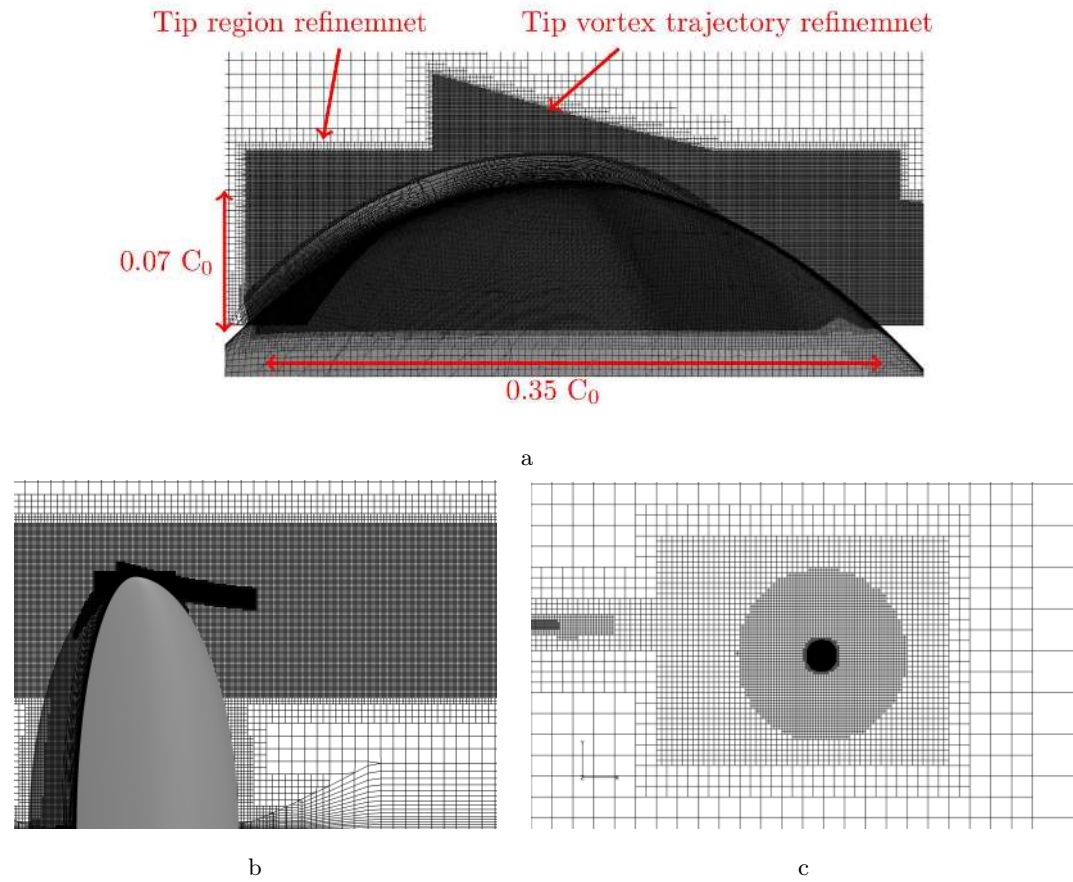 Tip region refinemnet
Tip vortex trajectory refinemnet
0.07 C₀
0.35 C₀
a
b
c